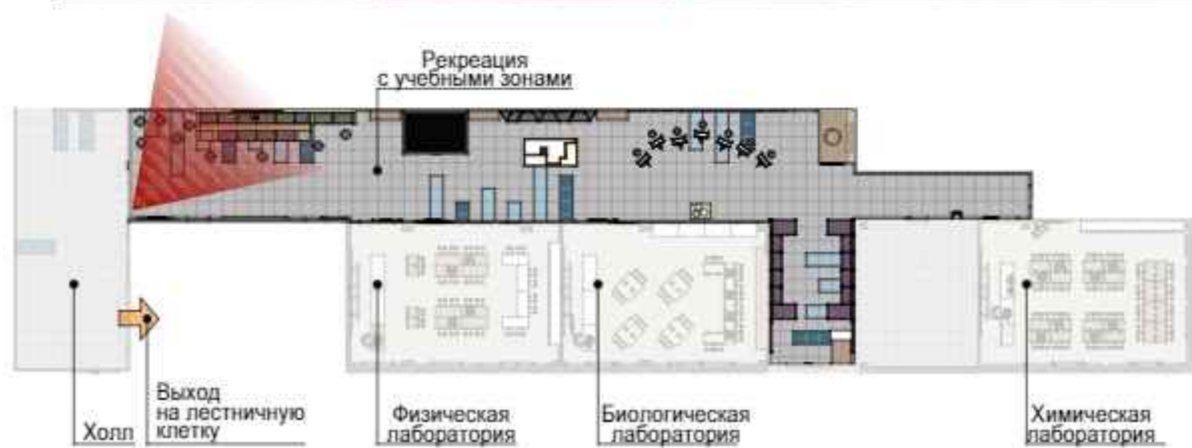 Рекреация
с учебными зонами
Холл
Выход
на лестничную
клетку
Физическая
лаборатория
Биологическая
лаборатория
Химическая
лаборатория